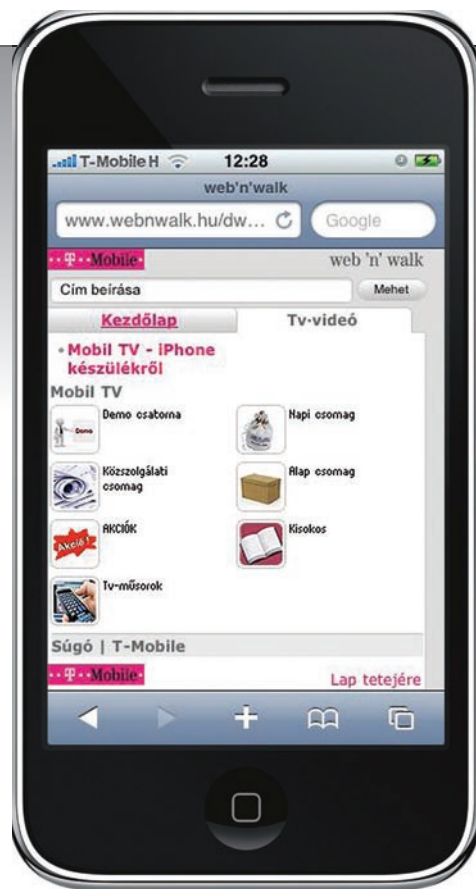 T-Mobile H 12:28
web'n'walk
www.webnwalk.hu/dw... Google
··T··Mobile· web 'n' walk
Cím beírása Mehet
Kezdőlap Tv-videó
•Mobil TV - iPhone
készülékről
Mobil TV
Demo csatorna Napi csomag
Demo
Közszolgálati
csomag Alap csomag
AKCIÓK Kisokos
Akció!
Tv-műsorok
Súgó | T-Mobile
··T··Mobile· Lap tetejére